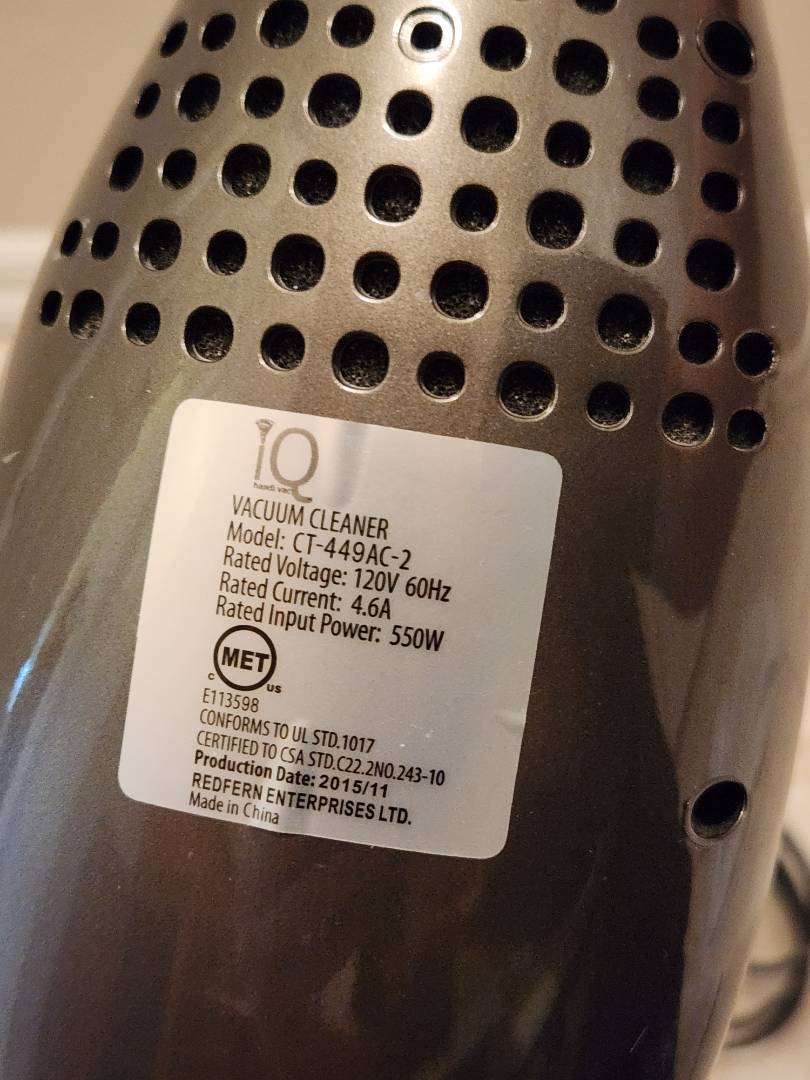 iQ
handi vac
VACUUM CLEANER
Model: CT-449AC-2
Rated Voltage: 120V 60Hz
Rated Current: 4.6A
Rated Input Power: 550W
MET
c us
E113598
CONFORMS TO UL STD.1017
CERTIFIED TO CSA STD.C22.2NO.243-10
Production Date: 2015/11
REDFERN ENTERPRISES LTD.
Made in China